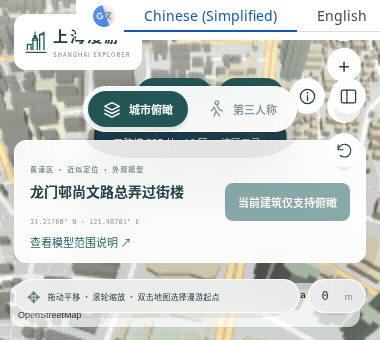 Chinese (Simplified)
English
上海漫游
SHANGHAI EXPLORER
城市俯瞰
第三人称
黄浦区 · 近似定位 · 外观模型
龙门邨尚文路总弄过街楼
当前建筑仅支持俯瞰
31.21760° N · 121.48701° E
查看模型范围说明 ↗
拖动平移 · 滚轮缩放 · 双击地图选择漫游起点
0 m
OpenStreetMap